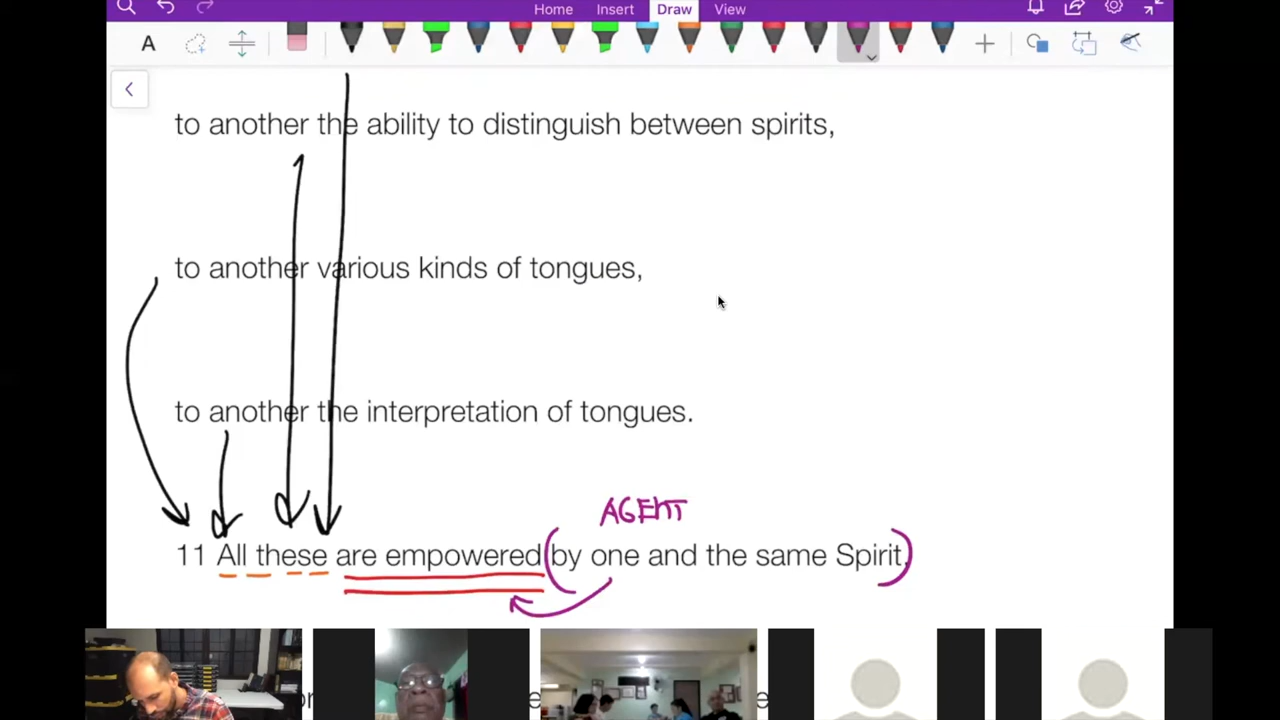 Home Insert Draw View
A
to another the ability to distinguish between spirits,
to another various kinds of tongues,
to another the interpretation of tongues.
AGENT
11 All these are empowered (by one and the same Spirit.)